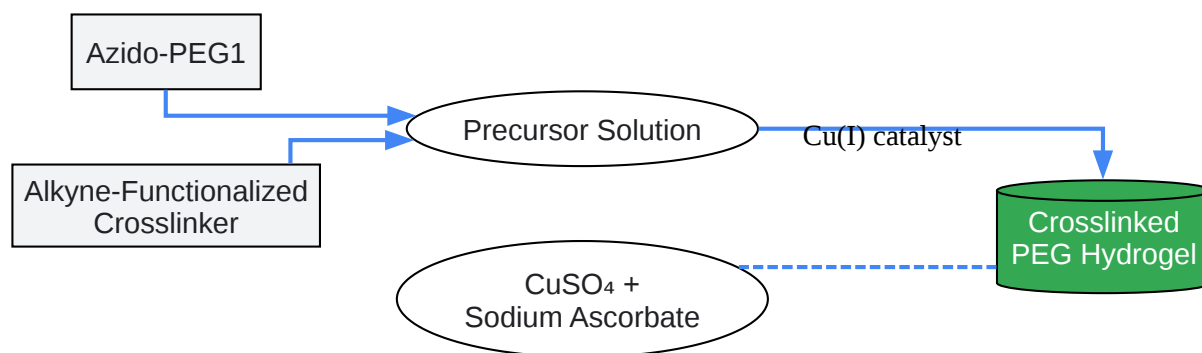 Azido-PEG1
Alkyne-Functionalized
Crosslinker
Precursor Solution
Cu(I) catalyst
CuSO₄ +
Sodium Ascorbate
Crosslinked
PEG Hydrogel